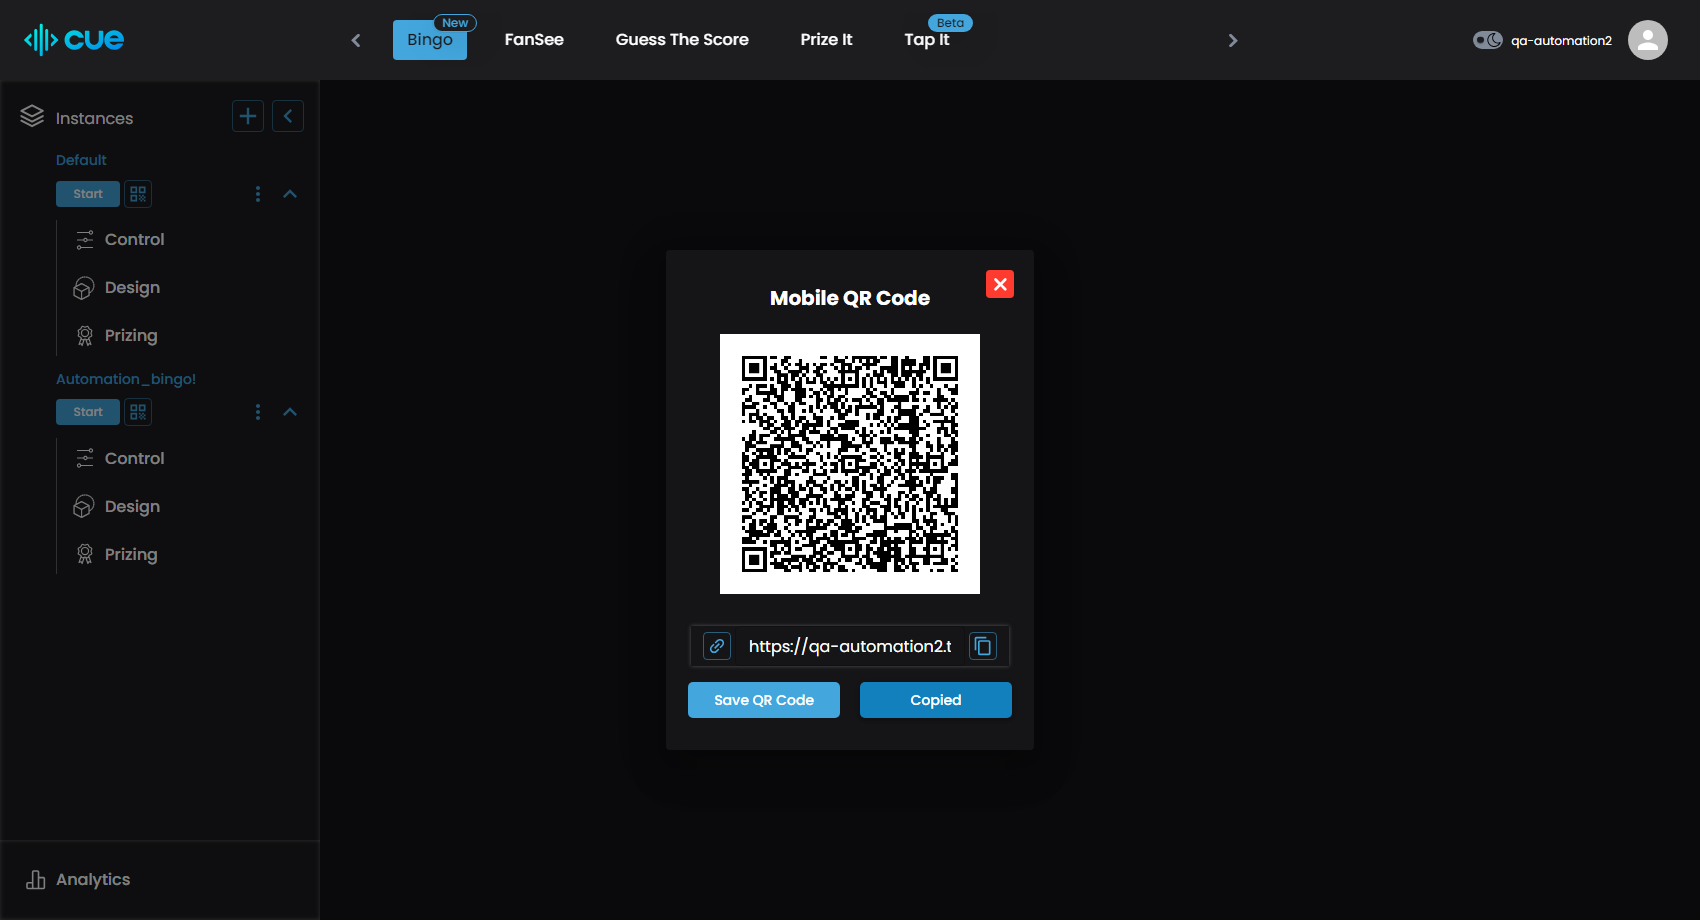 cue
Bingo
New
FanSee
Guess The Score
Prize It
Tap It
Beta
qa-automation2
Instances
Default
Start
Control
Design
Prizing
Automation_bingo!
Start
Control
Design
Prizing
Analytics
Mobile QR Code
https://qa-automation2.t
Save QR Code
Copied